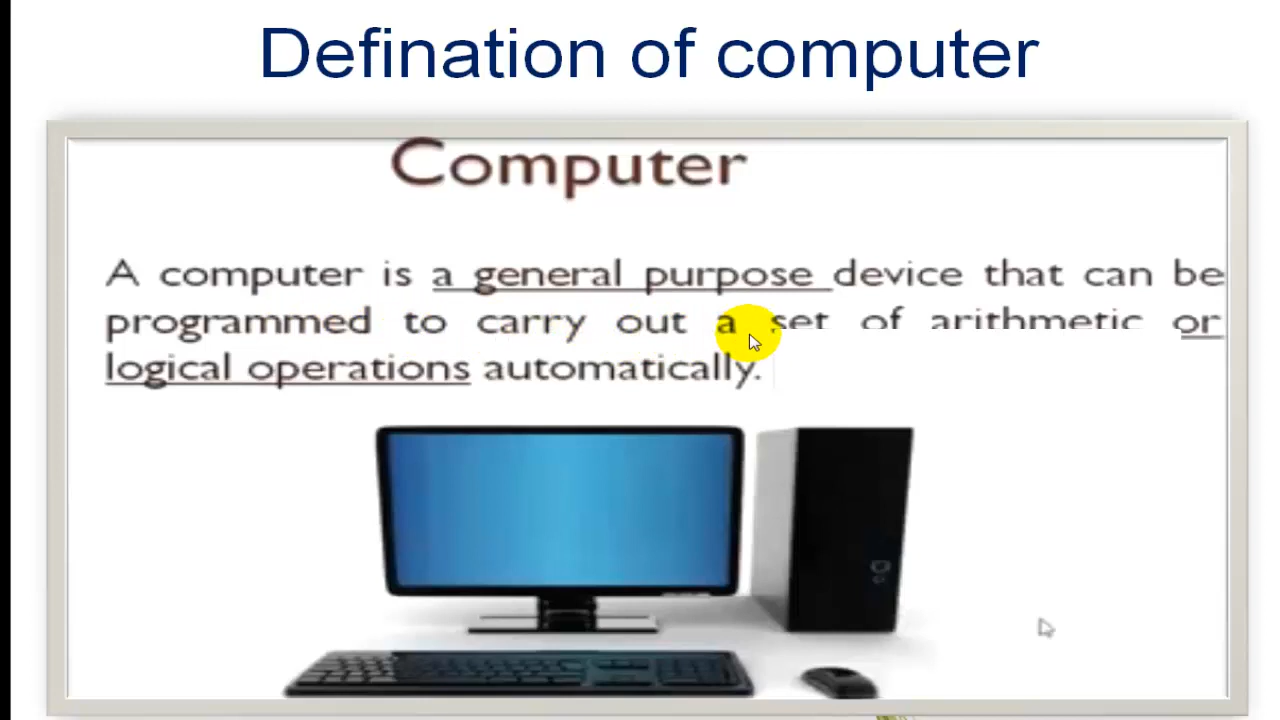 Defination of computer
Computer
A computer is a general purpose device that can be
programmed to carry out a set of arithmetic or
logical operations automatically.